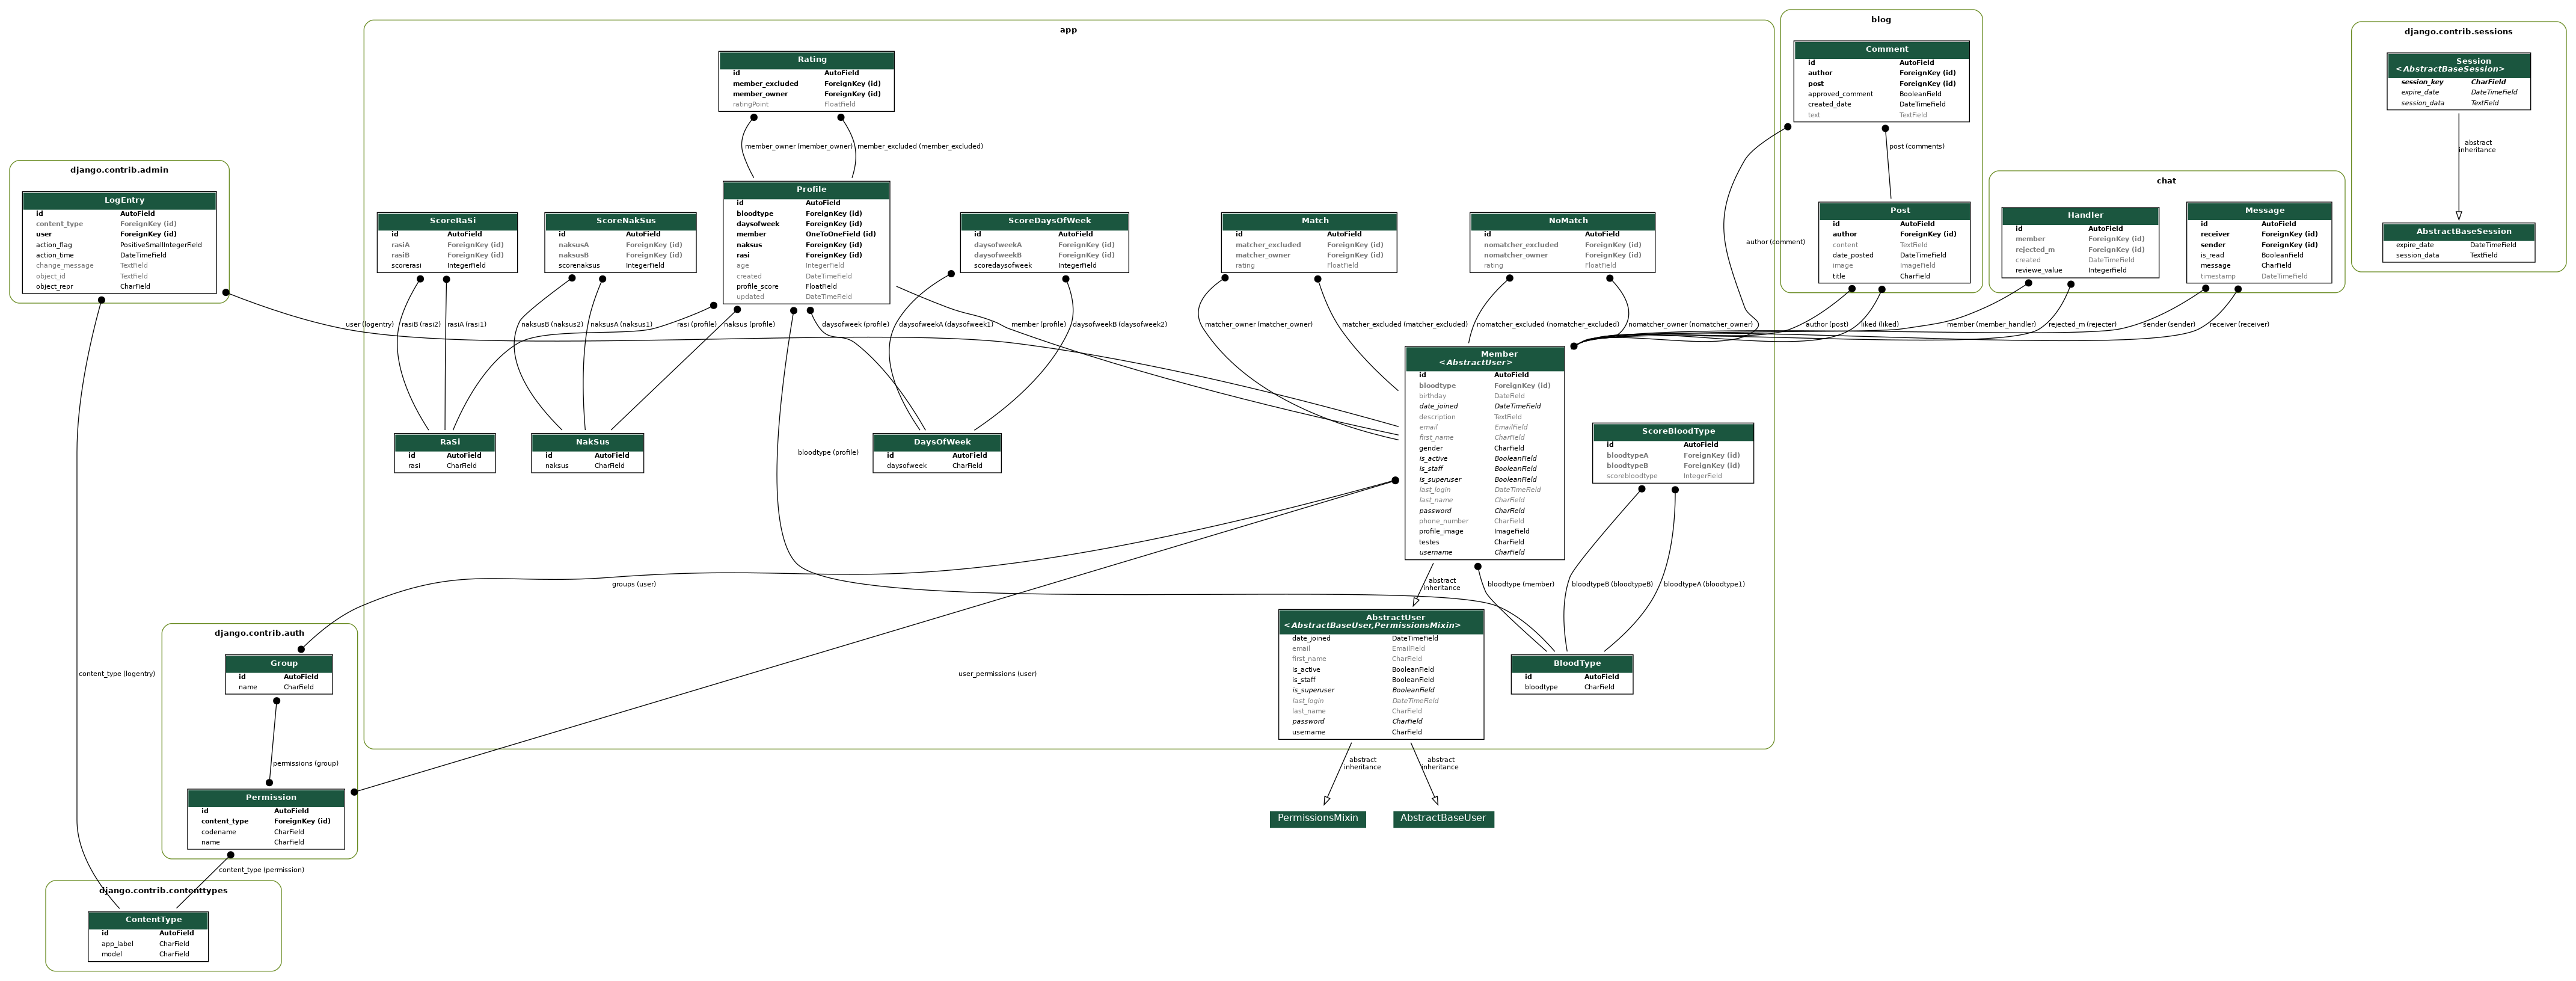 app
Rating
id AutoField
member_excluded ForeignKey (id)
member_owner ForeignKey (id)
ratingPoint FloatField
member_owner (member_owner)
member_excluded (member_excluded)
Profile
id AutoField
bloodtype ForeignKey (id)
daysofweek ForeignKey (id)
member OneToOneField (id)
naksus ForeignKey (id)
rasi ForeignKey (id)
age IntegerField
created DateTimeField
profile_score FloatField
updated DateTimeField
ScoreRaSi
id AutoField
rasiA ForeignKey (id)
rasiB ForeignKey (id)
scorerasi IntegerField
ScoreNakSus
id AutoField
naksusA ForeignKey (id)
naksusB ForeignKey (id)
scorenaksus IntegerField
ScoreDaysOfWeek
id AutoField
daysofweekA ForeignKey (id)
daysofweekB ForeignKey (id)
scoredaysofweek IntegerField
Match
id AutoField
matcher_excluded ForeignKey (id)
matcher_owner ForeignKey (id)
rating FloatField
NoMatch
id AutoField
nomatcher_excluded ForeignKey (id)
nomatcher_owner ForeignKey (id)
rating FloatField
blog
Comment
id AutoField
author ForeignKey (id)
post ForeignKey (id)
approved_comment BooleanField
created_date DateTimeField
text TextField
post (comments)
author (comment)
Post
id AutoField
author ForeignKey (id)
content TextField
date_posted DateTimeField
image ImageField
title CharField
chat
Handler
id AutoField
member ForeignKey (id)
rejected_m ForeignKey (id)
created DateTimeField
reviewe_value IntegerField
Message
id AutoField
receiver ForeignKey (id)
sender ForeignKey (id)
is_read BooleanField
message CharField
timestamp DateTimeField
django.contrib.sessions
Session
<AbstractBaseSession>
session_key CharField
expire_date DateTimeField
session_data TextField
abstract
inheritance
AbstractBaseSession
expire_date DateTimeField
session_data TextField
django.contrib.admin
LogEntry
id AutoField
content_type ForeignKey (id)
user ForeignKey (id)
action_flag PositiveSmallIntegerField
action_time DateTimeField
change_message TextField
object_id TextField
object_repr CharField
user (logentry)
rasiB (rasi2)
rasiA (rasi1)
naksusB (naksus2)
naksusA (naksus1)
rasi (profile)
naksus (profile)
daysofweek (profile)
daysofweekA (daysofweek1)
member (profile)
daysofweekB (daysofweek2)
matcher_owner (matcher_owner)
matcher_excluded (matcher_excluded)
nomatcher_excluded (nomatcher_excluded)
nomatcher_owner (nomatcher_owner)
author (post)
liked (liked)
member (member_handler)
rejected_m (rejecter)
sender (sender)
receiver (receiver)
Member
<AbstractUser>
id AutoField
bloodtype ForeignKey (id)
birthday DateField
date_joined DateTimeField
description TextField
email EmailField
first_name CharField
gender CharField
is_active BooleanField
is_staff BooleanField
is_superuser BooleanField
last_login DateTimeField
last_name CharField
password CharField
phone_number CharField
profile_image ImageField
testes CharField
username CharField
RaSi
id AutoField
rasi CharField
NakSus
id AutoField
naksus CharField
DaysOfWeek
id AutoField
daysofweek CharField
bloodtype (profile)
ScoreBloodType
id AutoField
bloodtypeA ForeignKey (id)
bloodtypeB ForeignKey (id)
scorebloodtype IntegerField
groups (user)
abstract
inheritance
bloodtype (member)
bloodtypeB (bloodtypeB)
bloodtypeA (bloodtype1)
AbstractUser
<AbstractBaseUser,PermissionsMixin>
date_joined DateTimeField
email EmailField
first_name CharField
is_active BooleanField
is_staff BooleanField
is_superuser BooleanField
last_login DateTimeField
last_name CharField
password CharField
username CharField
BloodType
id AutoField
bloodtype CharField
django.contrib.auth
Group
id AutoField
name CharField
content_type (logentry)
user_permissions (user)
permissions (group)
Permission
id AutoField
content_type ForeignKey (id)
codename CharField
name CharField
abstract
inheritance
abstract
inheritance
PermissionsMixin
AbstractBaseUser
content_type (permission)
django.contrib.contenttypes
ContentType
id AutoField
app_label CharField
model CharField